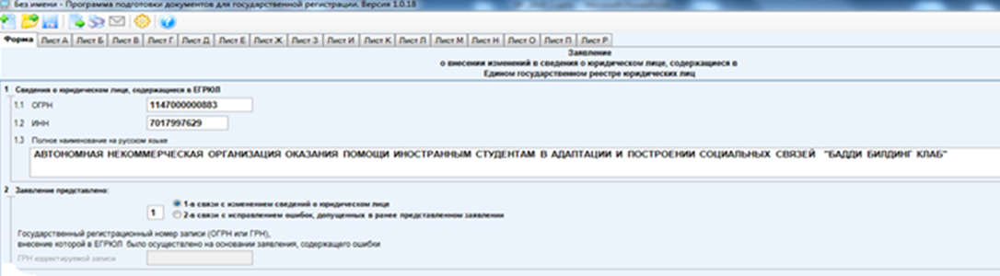 Без имени - Программа подготовки документов для государственной регистрации. Версия 1.0.18
Форма Лист А Лист Б Лист В Лист Г Лист Д Лист Е Лист Ж Лист З Лист И Лист К Лист Л Лист М Лист Н Лист О Лист П Лист Р
Заявление
о внесении изменений в сведения о юридическом лице, содержащиеся в
Едином государственном реестре юридических лиц
1 Сведения о юридическом лице, содержащиеся в ЕГРЮЛ
1.1 ОГРН 1147000000883
1.2 ИНН 7017997629
1.3 Полное наименование на русском языке
АВТОНОМНАЯ НЕКОММЕРЧЕСКАЯ ОРГАНИЗАЦИЯ ОКАЗАНИЯ ПОМОЩИ ИНОСТРАННЫМ СТУДЕНТАМ В АДАПТАЦИИ И ПОСТРОЕНИИ СОЦИАЛЬНЫХ СВЯЗЕЙ "БАДДИ БИЛДИНГ КЛАБ"
2 Заявление представлено:
1-в связи с изменением сведений о юридическом лице
1
2-в связи с исправлением ошибок, допущенных в ранее представленном заявлении
Государственный регистрационный номер записи (ОГРН или ГРН),
внесение которой в ЕГРЮЛ было осуществлено на основании заявления, содержащего ошибки
ГРН корректируемой записи